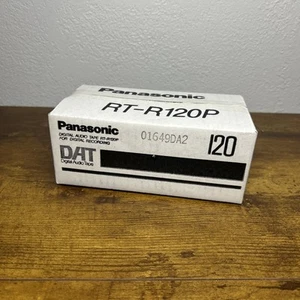 Panasonic
RT-R120P
Panasonic
DIGITAL AUDIO TAPE RT-R120P
FOR DIGITAL RECORDING
01649DA2
120
DAT
Digital Audio Tape